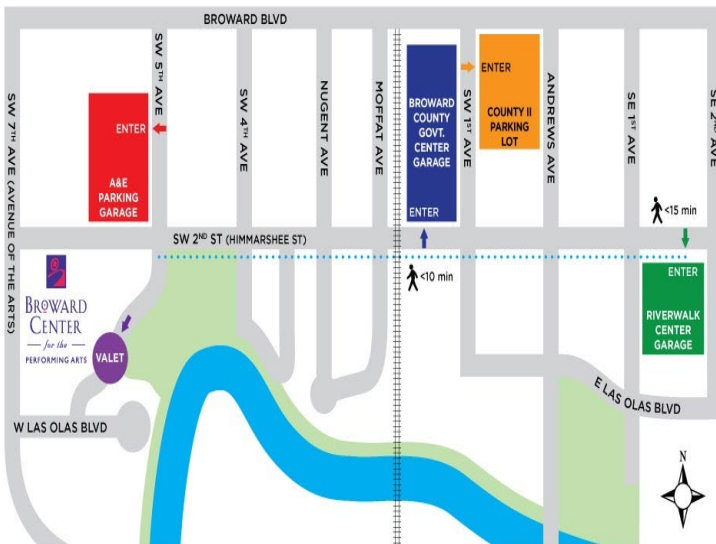 BROWARD BLVD
SW 7TH AVE (AVENUE OF THE ARTS)
SW 5TH AVE
SW 4TH AVE
NUGENT AVE
MOFFAT AVE
SW 1ST AVE
ANDREWS AVE
SE 1ST AVE
SE 2ND AVE
ENTER
A&E
PARKING
GARAGE
BROWARD
COUNTY
GOVT.
CENTER
GARAGE
ENTER
ENTER
COUNTY II
PARKING
LOT
<15 min
SW 2ND ST (HIMMARSHEE ST)
<10 min
ENTER
RIVERWALK
CENTER
GARAGE
BROWARD
CENTER
for the
PERFORMING ARTS
VALET
W LAS OLAS BLVD
E LAS OLAS BLVD
N